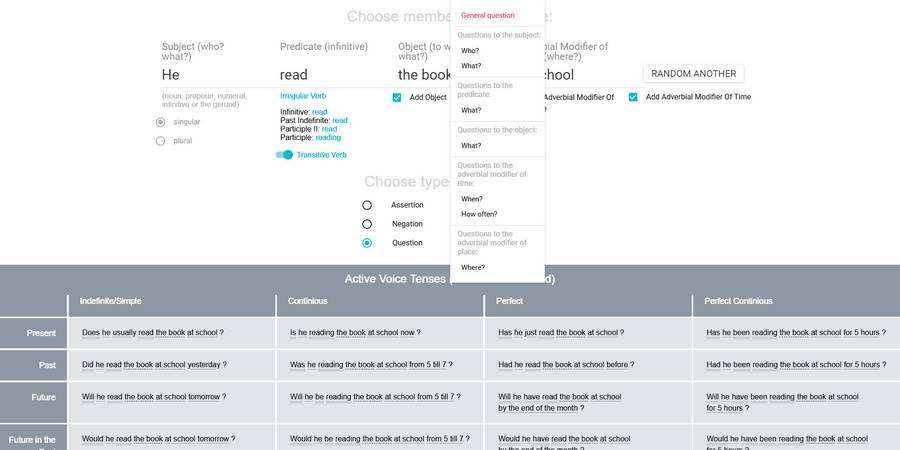 Choose memb
e:
Subject (who?
what?)
Predicate (infinitive)
Object (to w
what?)
bial Modifier of
(where?)
He
read
the book
chool
RANDOM ANOTHER
(noun, pronoun, numeral,
infinitive or the gerund)
singular
plural
Irregular Verb
Infinitive: read
Past Indefinite: read
Participle II: read
Participle: reading
Transitive Verb
Add Object
Adverbial Modifier Of
e
Add Adverbial Modifier Of Time
General question
Questions to the subject:
Who?
What?
Questions to the
predicate:
What?
Questions to the object:
What?
Questions to the
adverbial modifier of
time:
When?
How often?
Questions to the
adverbial modifier of
place:
Where?
Choose type
Assertion
Negation
Question
Active Voice Tenses (
d)
Indefinite/Simple
Continious
Perfect
Perfect Continious
Present
Does he usually read the book at school ?
Is he reading the book at school now ?
Has he just read the book at school ?
Has he been reading the book at school for 5 hours ?
Past
Did he read the book at school yesterday ?
Was he reading the book at school from 5 till 7 ?
Had he read the book at school before ?
Had he been reading the book at school for 5 hours ?
Future
Will he read the book at school tomorrow ?
Will he be reading the book at school from 5 till 7 ?
Will he have read the book at school
by the end of the month ?
Will he have been reading the book at school
for 5 hours ?
Future in the
Would he read the book at school tomorrow ?
Would he be reading the book at school from 5 till 7 ?
Would he have read the book at school
by the end of the month ?
Would he have been reading the book at school
for 5 hours ?